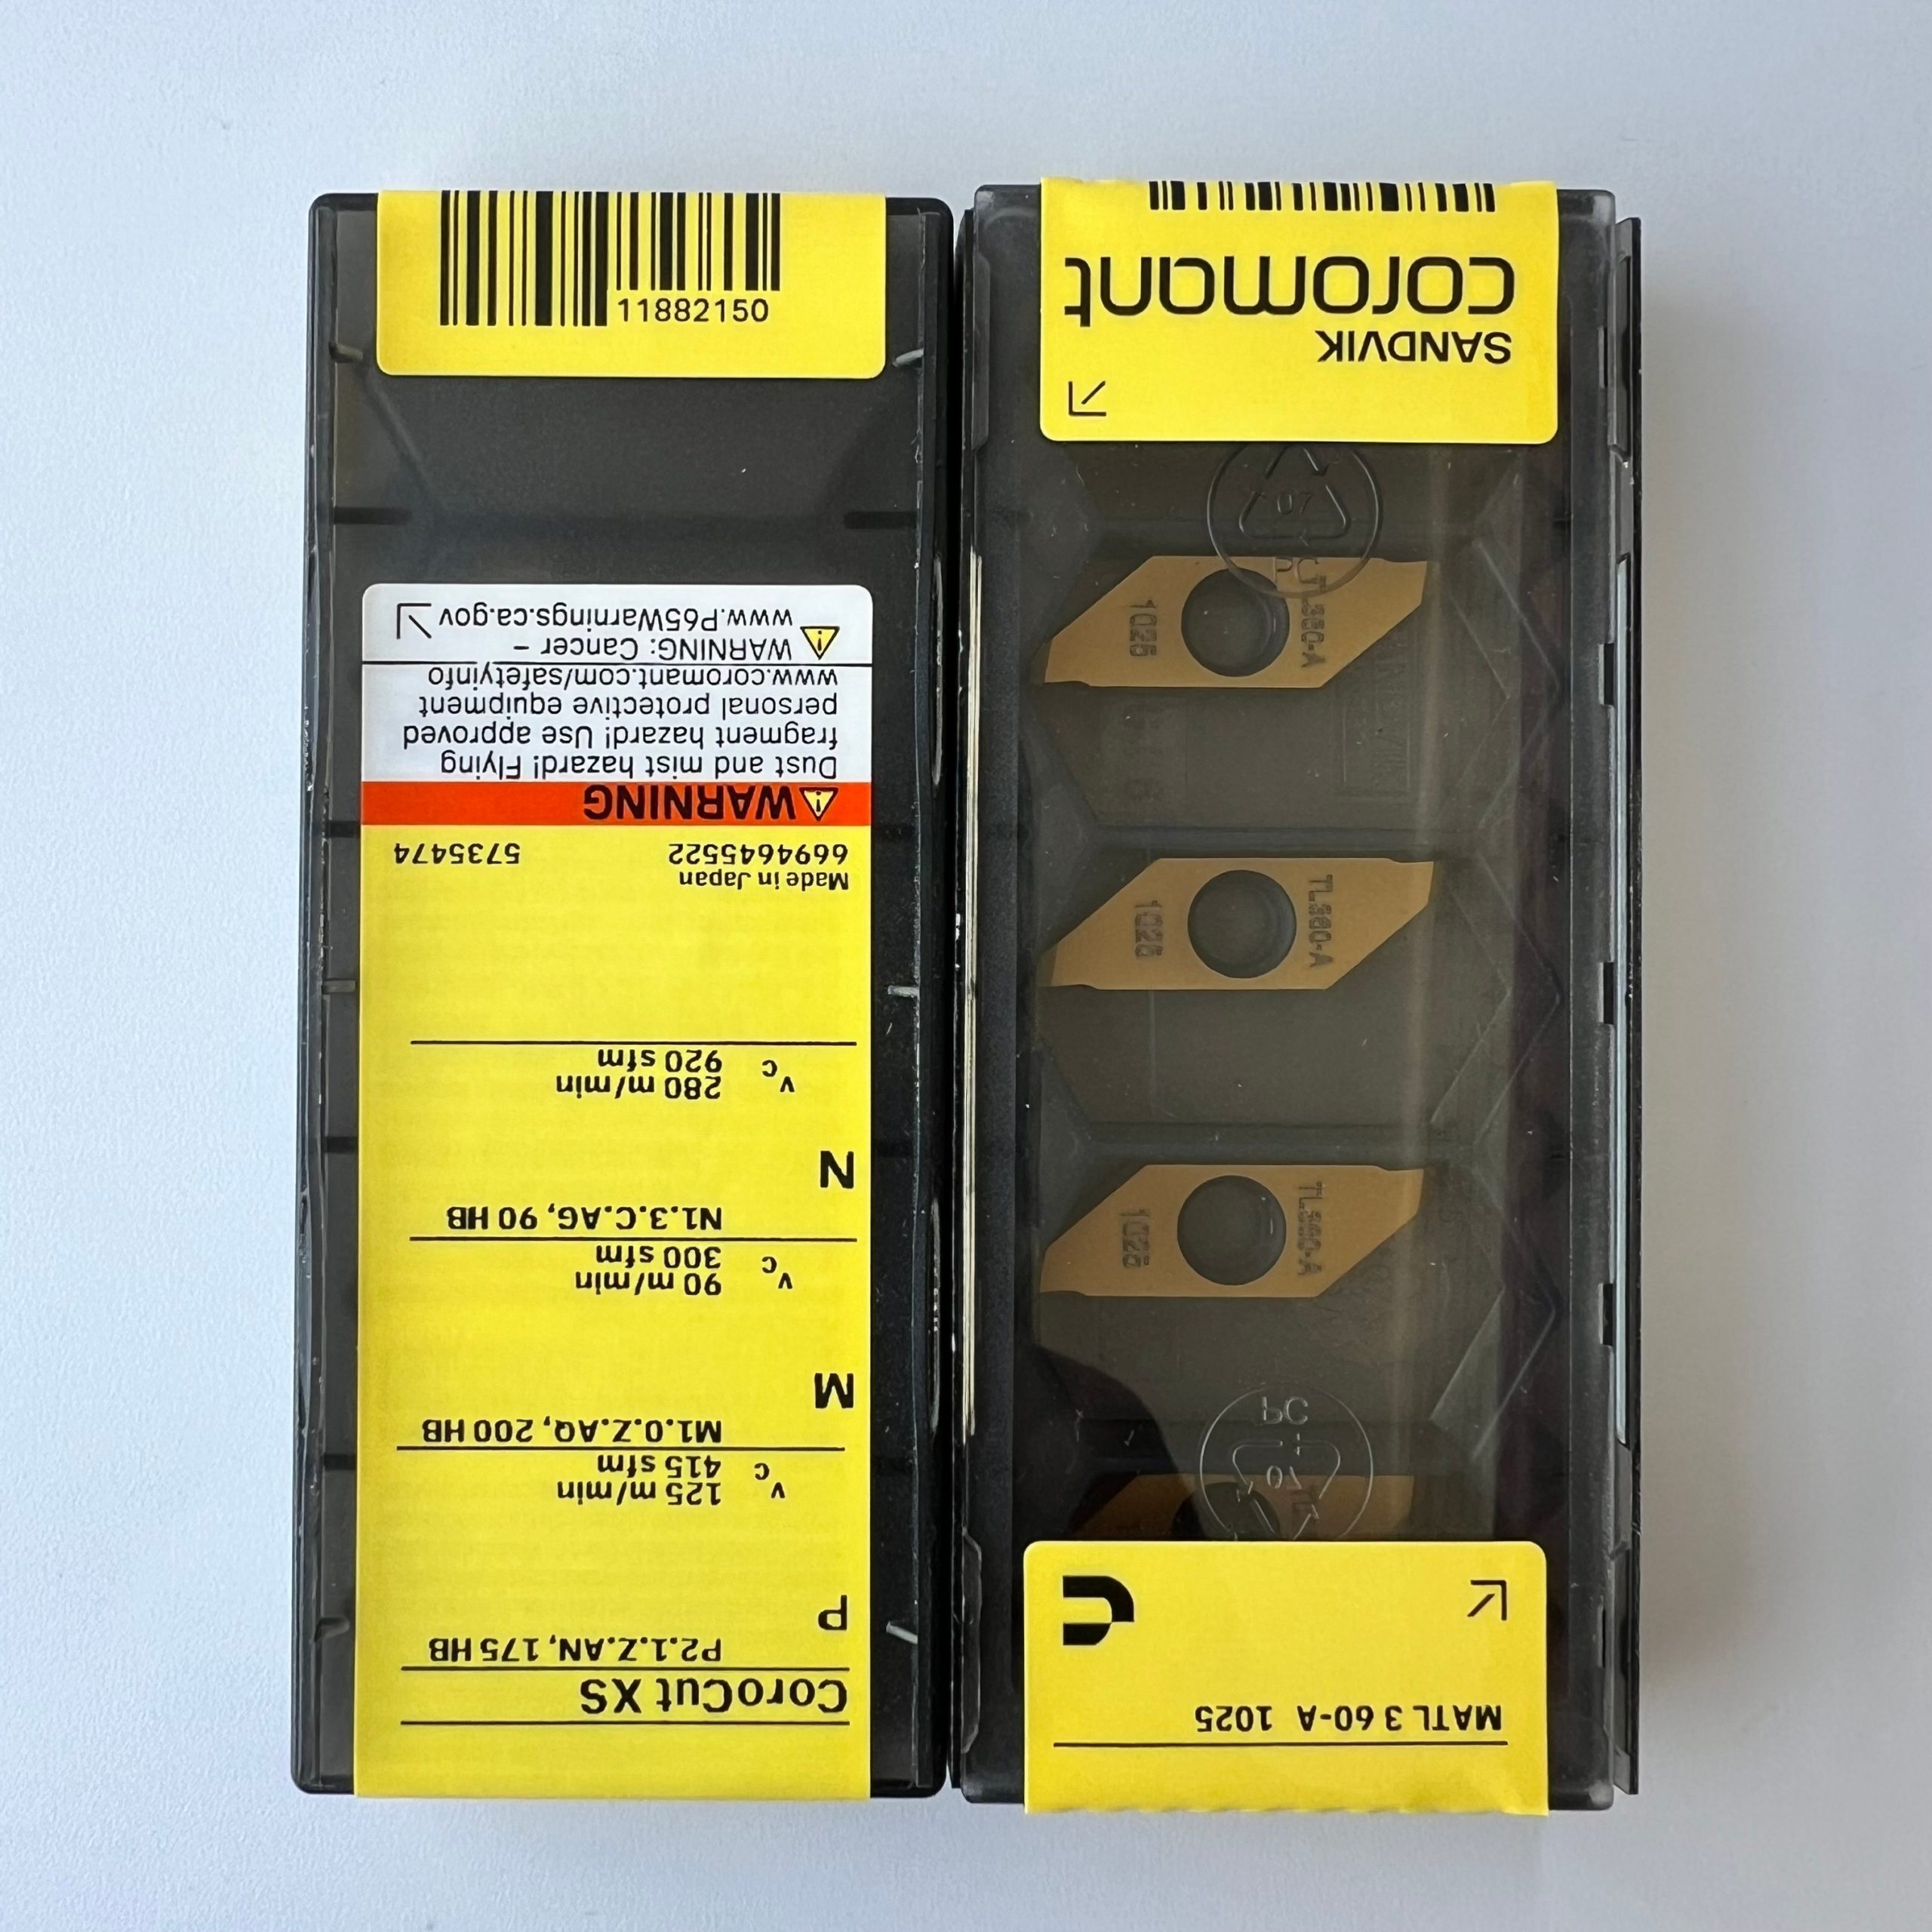 11882150
CoroCut XS
P2.1.Z.AN, 175 HB
P
vc 125 m/min
415 sfm
M1.0.Z.AQ, 200 HB
M
vc 90 m/min
300 sfm
N1.3.C.AG, 90 HB
N
vc 280 m/min
920 sfm
Made in Japan
6694645522 5735474
WARNING
Dust and mist hazard! Flying
fragment hazard! Use approved
personal protective equipment
www.coromant.com/safetyinfo
WARNING: Cancer -
www.P65Warnings.ca.gov
MATL 3 60-A 1025
PC
07
1025
TL360-A
1025
TL360-A
1025
TL360-A
07
SANDVIK
coromant